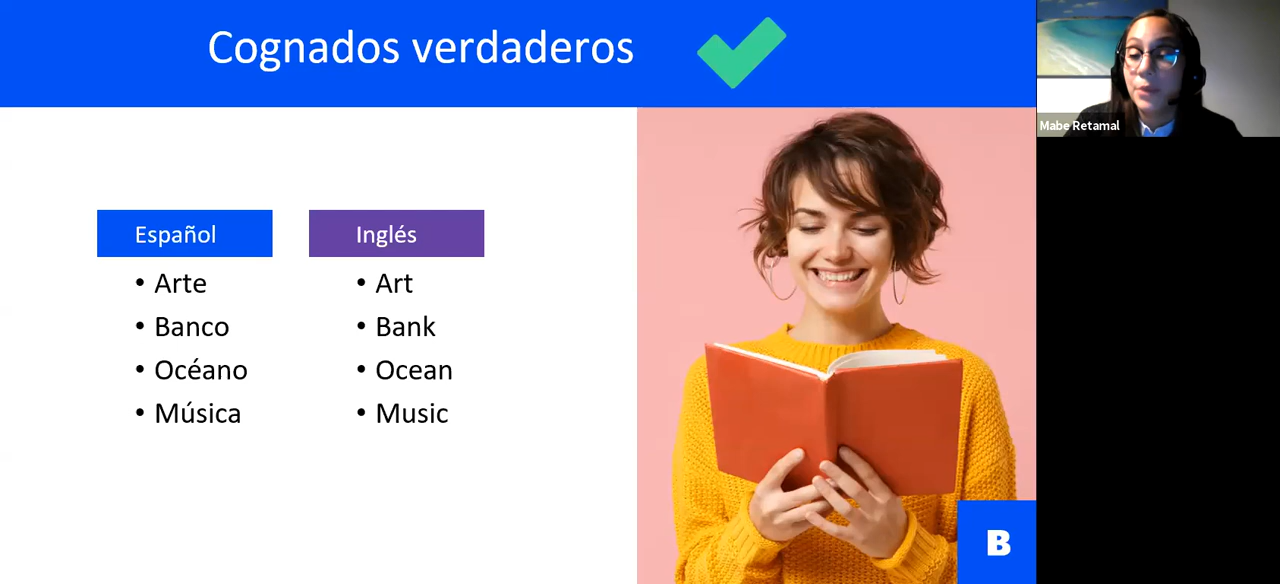 Cognados verdaderos
Mabe Retamal
Español
Inglés
• Arte
• Banco
• Océano
• Música
• Art
• Bank
• Ocean
• Music
B